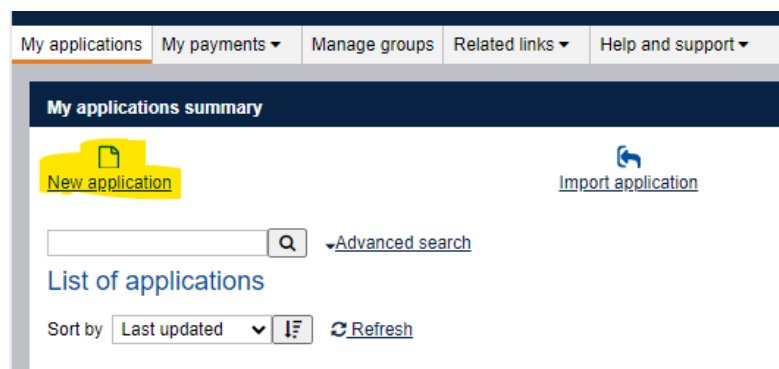 My applications My payments Manage groups Related links Help and support
My applications summary
New application Import application
Advanced search
List of applications
Sort by Last updated Refresh